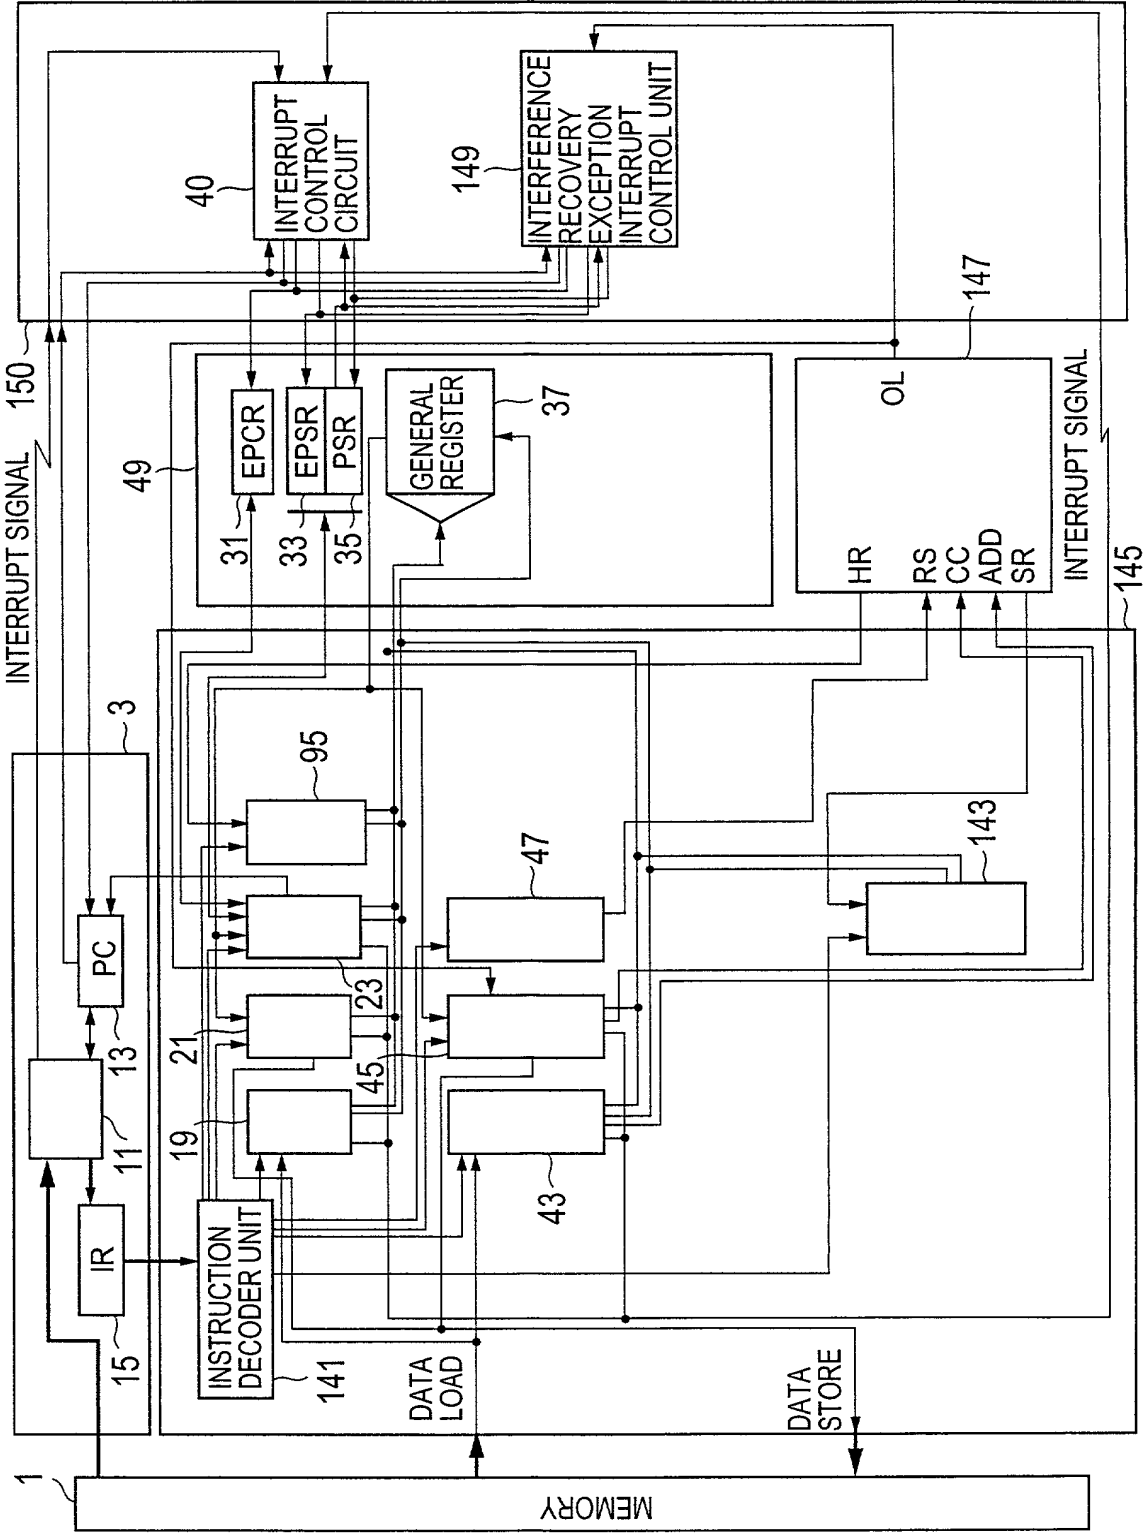 INTERRUPT SIGNAL
150
40
INTERRUPT
CONTROL
CIRCUIT
149
INTERFERENCE
RECOVERY
EXCEPTION
INTERRUPT
CONTROL UNIT
147
OL
HR
RS
CC
ADD
SR
INTERRUPT SIGNAL
49
31
EPCR
33
EPSR
35
PSR
GENERAL
REGISTER
37
3
PC
13
11
IR
15
145
95
23
21
19
47
45
43
143
INSTRUCTION
DECODER UNIT
141
DATA
LOAD
DATA
STORE
1
MEMORY